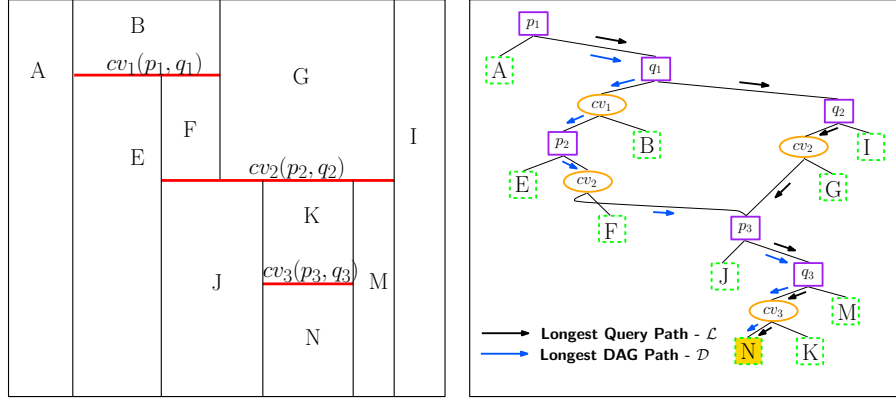 B
A
cv₁(p₁, q₁)
G
F
E
I
cv₂(p₂, q₂)
K
J
cv₃(p₃, q₃)
M
N
p₁
A
q₁
cv₁
q₂
p₂
B
cv₂
I
E
cv₂
G
F
p₃
J
q₃
M
cv₃
N
K
Longest Query Path - ℒ
Longest DAG Path - 𝒟